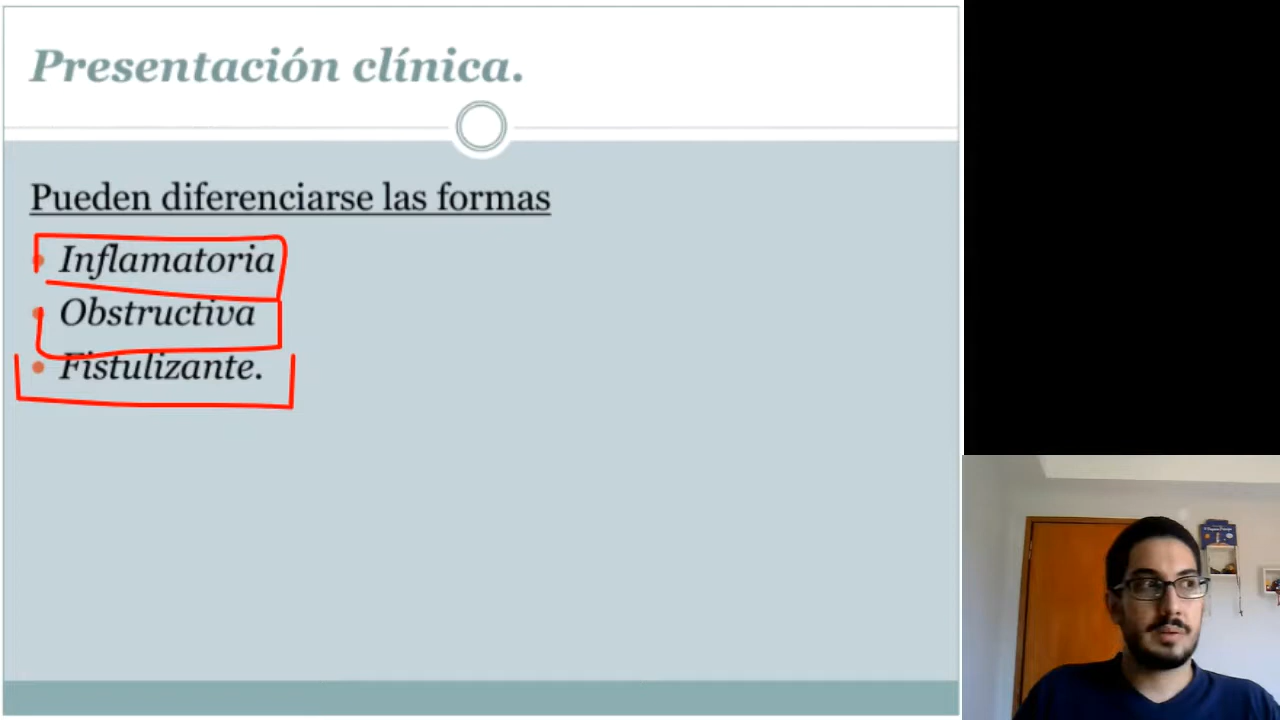 Presentación clínica.
Pueden diferenciarse las formas
Inflamatoria
Obstructiva
Fistulizante.